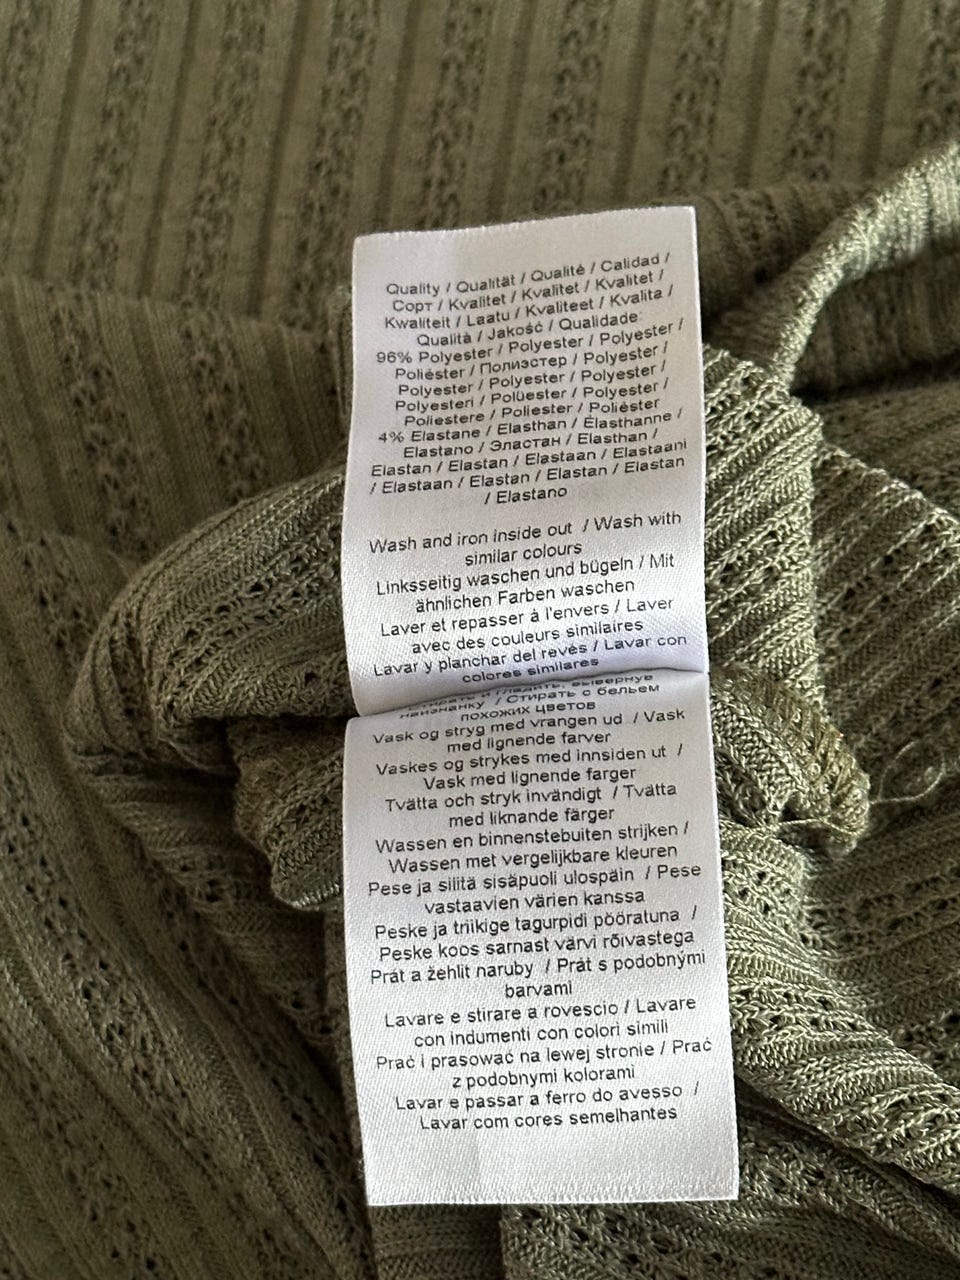 Quality / Qualität / Qualité / Calidad /
Сорт / Kvalitet / Kvalitet / Kvalitet /
Kwaliteit / Laatu / Kvaliteet / Kvalita /
Qualità / Jakość / Qualidade:
96% Polyester / Polyester / Polyester /
Poliéster / Полиэстер / Polyester /
Polyester / Polyester / Polyester /
Polyesteri / Polüester / Polyester /
Poliestere / Poliester / Poliéster
4% Elastane / Elasthan / Élasthanne /
Elastano / Эластан / Elasthan /
Elastan / Elastan / Elastaan / Elastaani
/ Elastaan / Elastan / Elastan / Elastan
/ Elastano
Wash and iron inside out / Wash with
similar colours
Linksseitig waschen und bügeln / Mit
ähnlichen Farben waschen
Laver et repasser à l'envers / Laver
avec des couleurs similaires
Lavar y planchar del revés / Lavar con
colores similares
Стирать и гладить, вывернув
наизнанку / Стирать с бельем
похожих цветов
Vask og stryg med vrangen ud / Vask
med lignende farver
Vaskes og strykes med innsiden ut /
Vask med lignende farger
Tvätta och stryk invändigt / Tvätta
med liknande färger
Wassen en binnenstebuiten strijken /
Wassen met vergelijkbare kleuren
Pese ja silitä sisäpuoli ulospäin / Pese
vastaavien värien kanssa
Peske ja triikige tagurpidi pööratuna /
Peske koos sarnast värvi rõivastega
Prát a žehlit naruby / Prát s podobnými
barvami
Lavare e stirare a rovescio / Lavare
con indumenti con colori simili
Prać i prasować na lewej stronie / Prać
z podobnymi kolorami
Lavar e passar a ferro do avesso /
Lavar com cores semelhantes